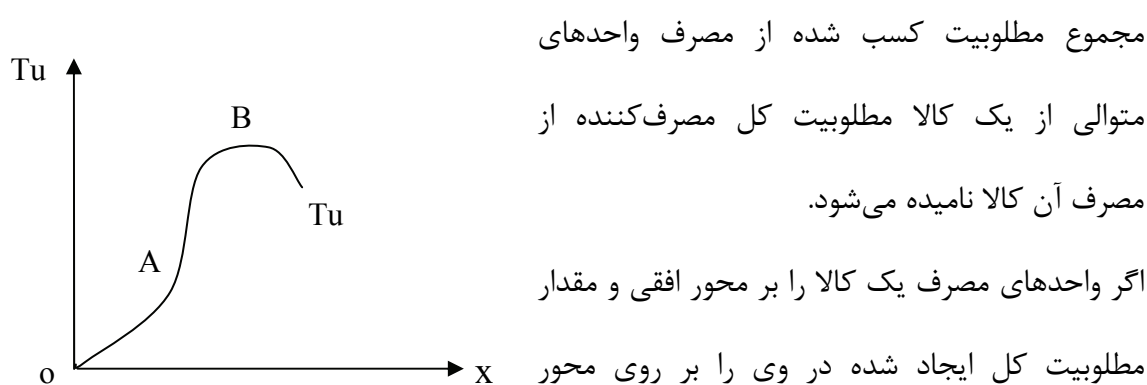 مجموع مطلوبیت کسب شده از مصرف واحدهای
متوالی از یک کالا مطلوبیت کل مصرف‌کننده از
مصرف آن کالا نامیده می‌شود.
اگر واحدهای مصرف یک کالا را بر محور افقی و مقدار
مطلوبیت کل ایجاد شده در وی را بر روی محور
Tu
B
Tu
A
o
x